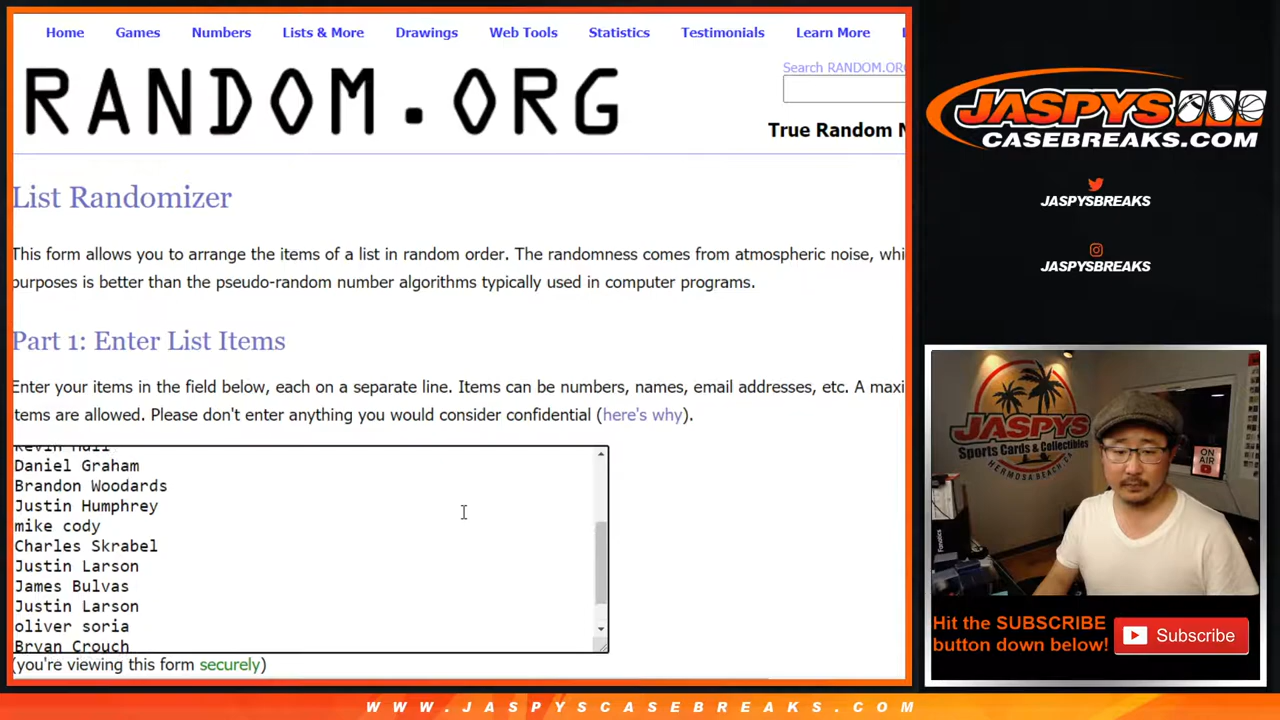 Home Games Numbers Lists & More Drawings Web Tools Statistics Testimonials Learn More
RANDOM.ORG
Search RANDOM.ORG
True Random N
List Randomizer
This form allows you to arrange the items of a list in random order. The randomness comes from atmospheric noise, whi
purposes is better than the pseudo-random number algorithms typically used in computer programs.
Part 1: Enter List Items
Enter your items in the field below, each on a separate line. Items can be numbers, names, email addresses, etc. A maxi
items are allowed. Please don't enter anything you would consider confidential (here's why).
Daniel Graham
Brandon Woodards
Justin Humphrey
mike cody
Charles Skrabel
Justin Larson
James Bulvas
Justin Larson
oliver soria
Bryan Crouch
(you're viewing this form securely)
JASPYS
CASEBREAKS.COM
JASPYSBREAKS
JASPYSBREAKS
JASPYS
Sports Cards & Collectibles
HERMOSA BEACH, CA
ON
AIR
Fanatics
Hit the SUBSCRIBE
button down below!
Subscribe
WWW.JASPYSCASEBREAKS.COM